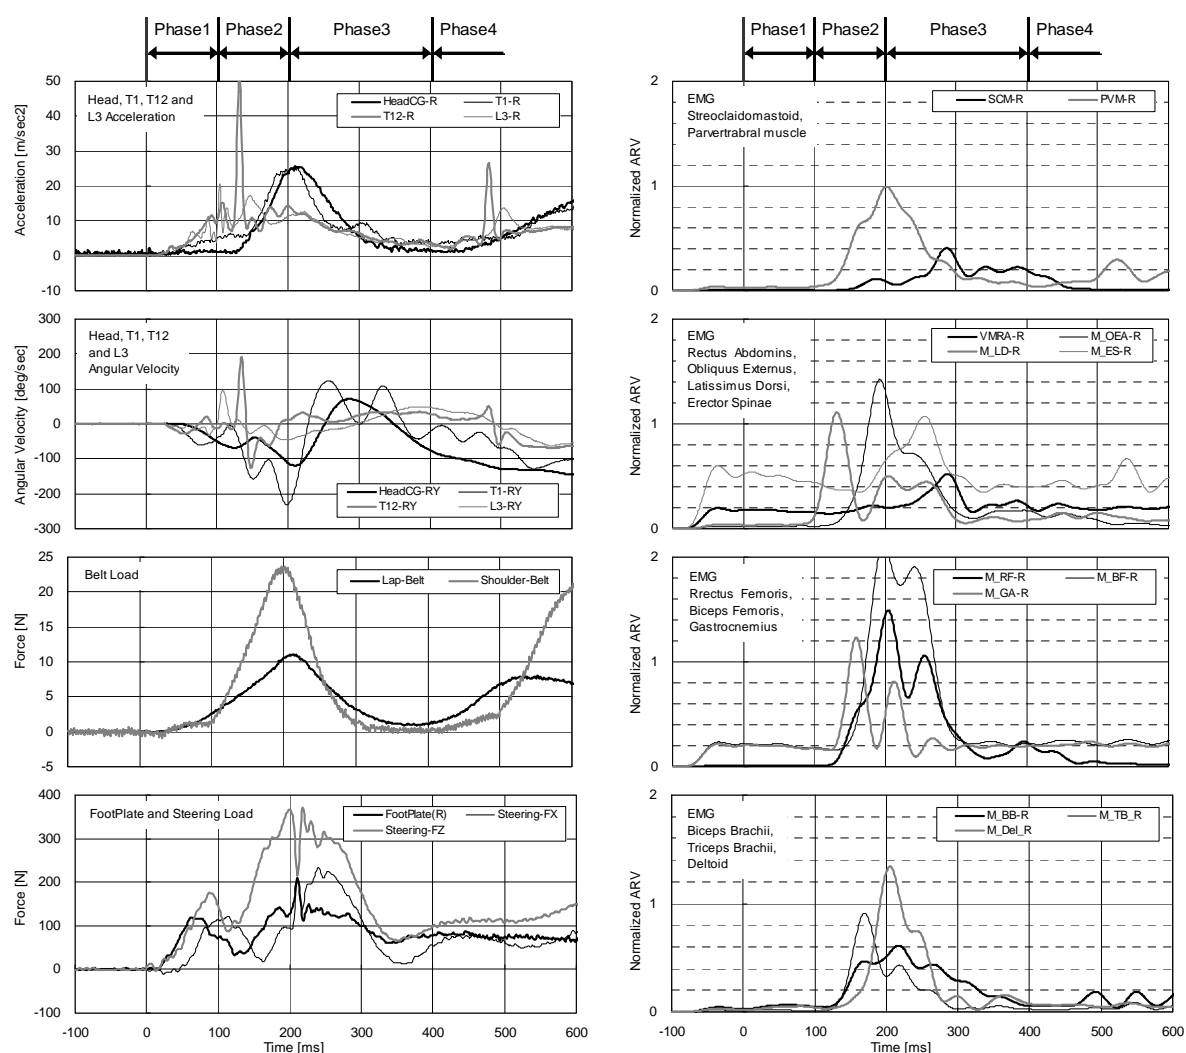 Phase1 Phase2 Phase3 Phase4
50
40
30
20
10
0
-10
Acceleration [m/sec2]
Head, T1, T12 and
L3 Acceleration
HeadCG-R T1-R
T12-R L3-R
300
200
100
0
-100
-200
-300
Angular Velocity [deg/sec]
Head, T1, T12
and L3
Angular Velocity
HeadCG-RY T1-RY
T12-RY L3-RY
25
20
15
10
5
0
-5
Force [N]
Belt Load
Lap-Belt Shoulder-Belt
400
300
200
100
0
-100
Force [N]
FootPlate and Steering Load
FootPlate(R) Steering-FX
Steering-FZ
-100 0 100 200 300 400 500 600
Time [ms]
Phase1 Phase2 Phase3 Phase4
2
1
0
Normalized ARV
EMG
Streoclaidomastoid,
Parvertrabral muscle
SCM-R PVM-R
2
1
0
Normalized ARV
EMG
Rectus Abdomins,
Obliquus Externus,
Latissimus Dorsi,
Erector Spinae
VMRA-R M_OEA-R
M_LD-R M_ES-R
2
1
0
Normalized ARV
EMG
Rrectus Femoris,
Biceps Femoris,
Gastrocnemius
M_RF-R M_BF-R
M_GA-R
2
1
0
Normalized ARV
EMG
Biceps Brachii,
Triceps Brachii,
Deltoid
M_BB-R M_TB_R
M_Del_R
-100 0 100 200 300 400 500 600
Time [ms]